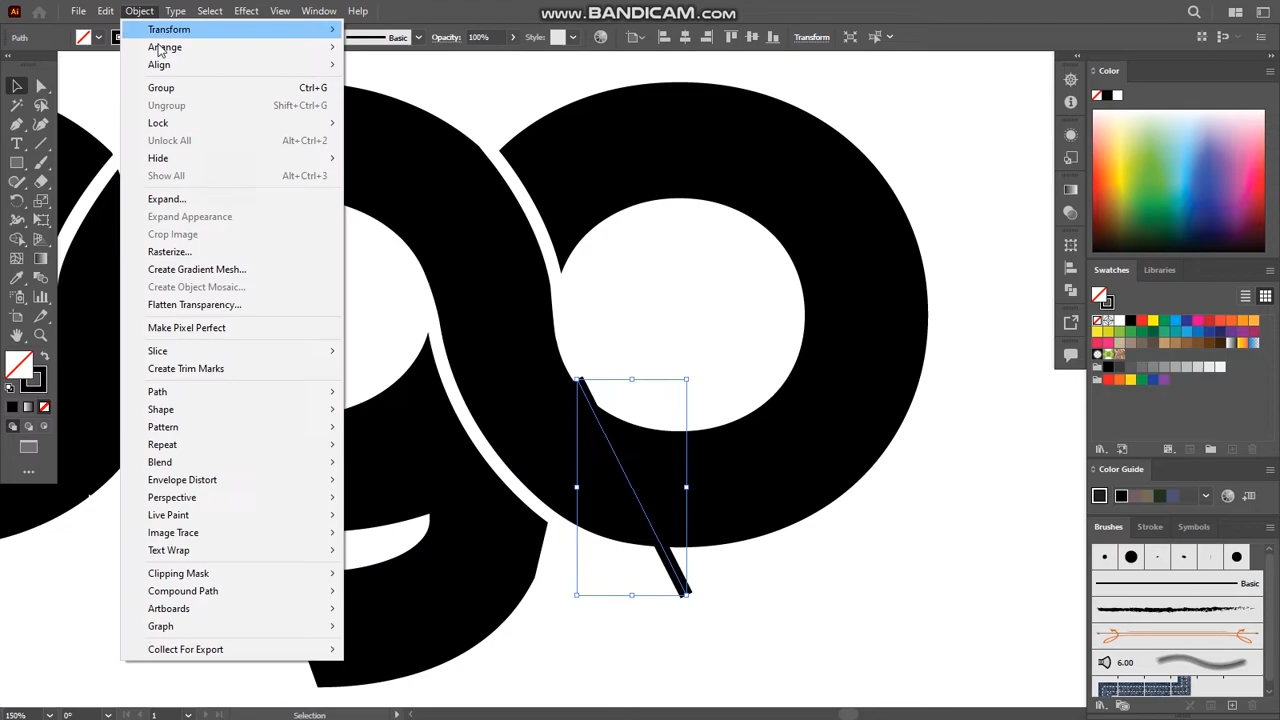 Ai File Edit Object Type Select Effect View Window Help
www.BANDICAM.com
Path Basic Opacity: 100% Style: Transform
Transform
Arrange
Align
Group Ctrl+G
Ungroup Shift+Ctrl+G
Lock
Unlock All Alt+Ctrl+2
Hide
Show All Alt+Ctrl+3
Expand...
Expand Appearance
Crop Image
Rasterize...
Create Gradient Mesh...
Create Object Mosaic...
Flatten Transparency...
Make Pixel Perfect
Slice
Create Trim Marks
Path
Shape
Pattern
Repeat
Blend
Envelope Distort
Perspective
Live Paint
Image Trace
Text Wrap
Clipping Mask
Compound Path
Artboards
Graph
Collect For Export
Color
Swatches Libraries
Color Guide
Brushes Stroke Symbols
Basic
6.00
150% 0° 1 Selection